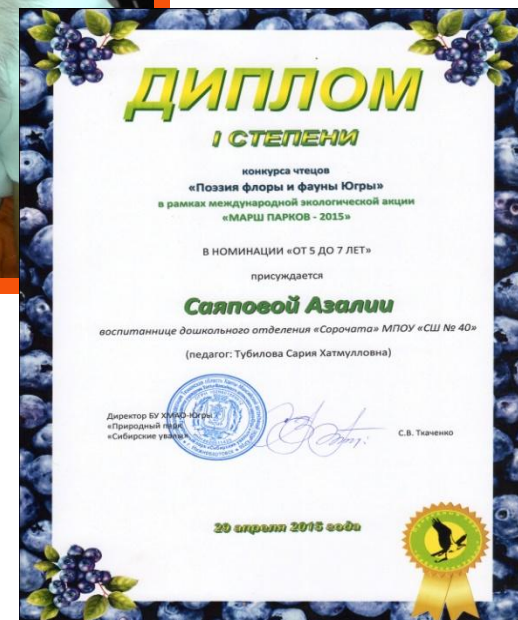 ДИПЛОМ
I СТЕПЕНИ
конкурса чтецов
«Поэзия флоры и фауны Югры»
в рамках международной экологической акции
«МАРШ ПАРКОВ - 2015»
В НОМИНАЦИИ «ОТ 5 ДО 7 ЛЕТ»
присуждается
Саяповой Азалии
воспитаннице дошкольного отделения «Сорочата» МПОУ «СШ № 40»
(педагог: Тубилова Сария Хатмулловна)
Директор БУ ХМАО-Югры
«Природный парк
«Сибирские увалы»
С.В. Ткаченко
20 апреля 2015 года